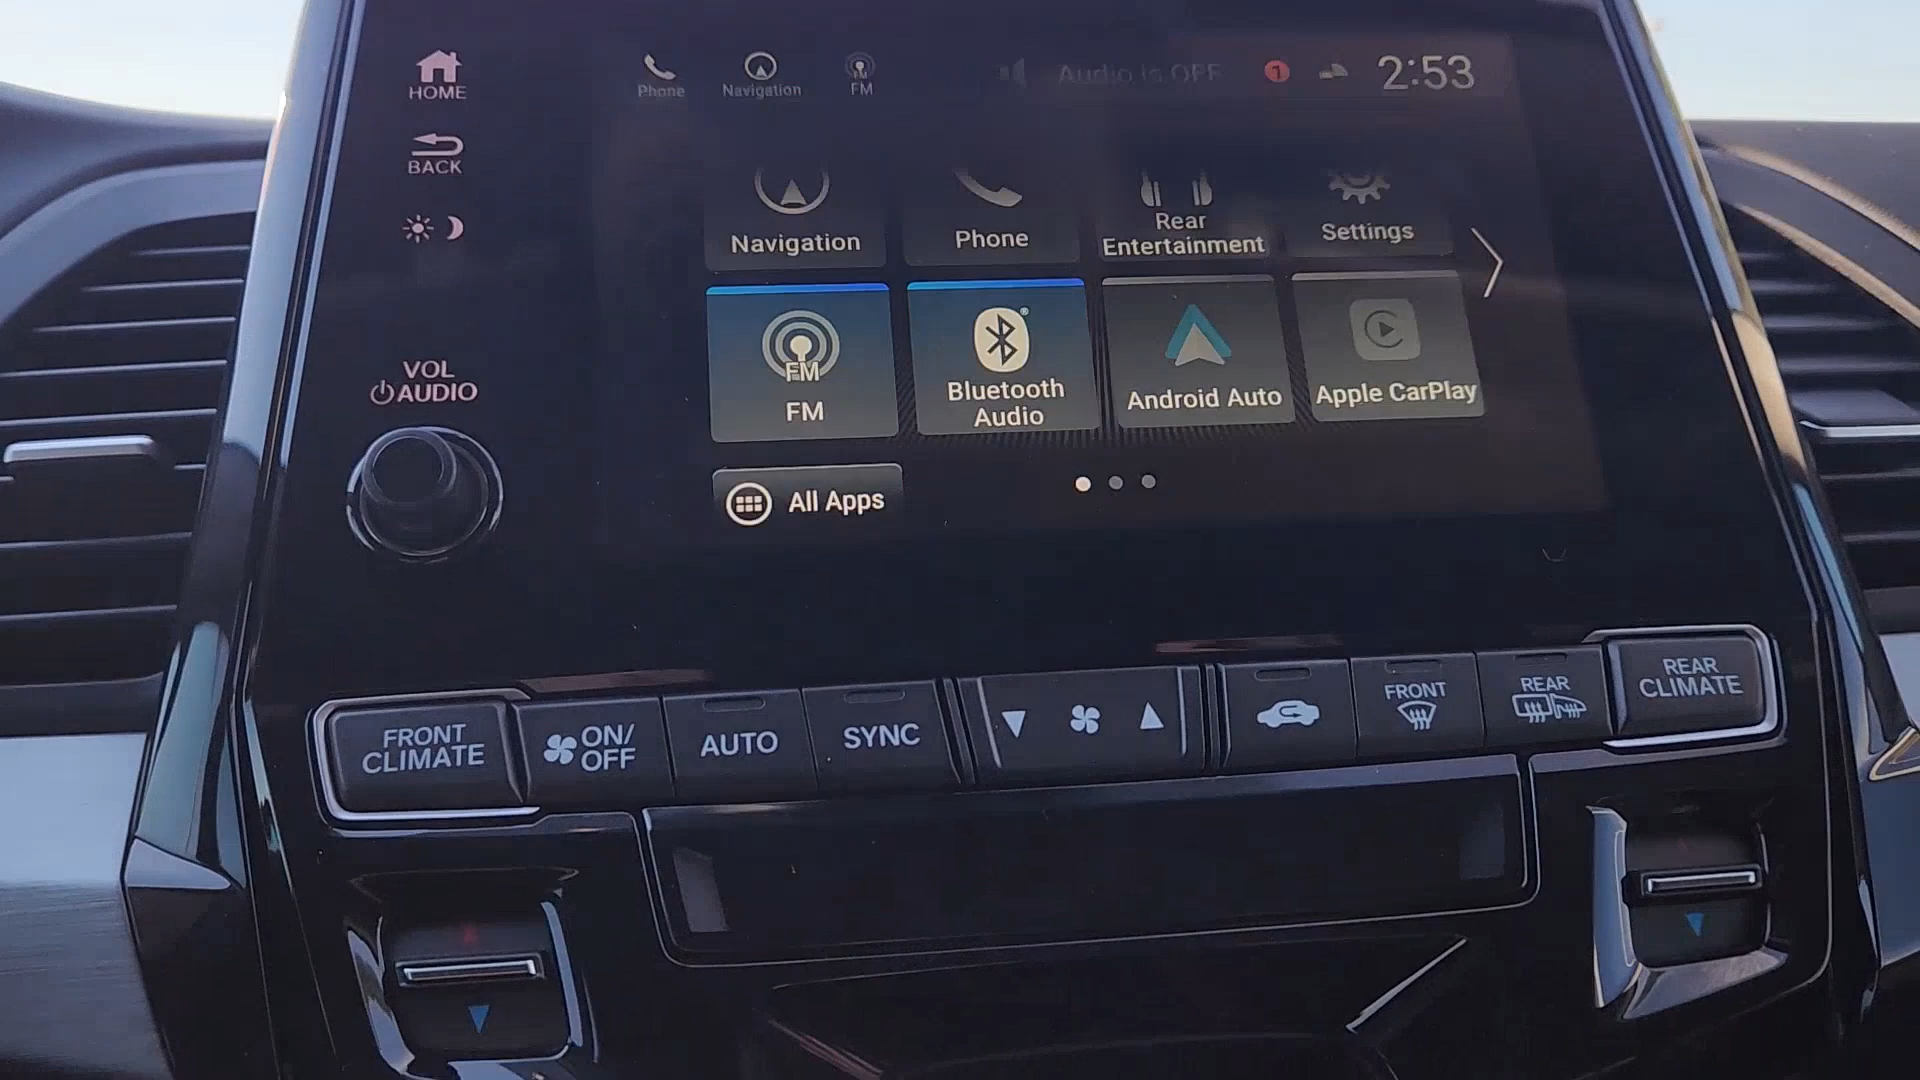 HOME
BACK
VOL
AUDIO
Phone
Navigation
FM
FM
Audio is OFF
1
2:53
Navigation
Phone
Rear
Entertainment
Settings
FM
FM
Bluetooth
Audio
Android Auto
Apple CarPlay
All Apps
FRONT
CLIMATE
ON/
OFF
AUTO
SYNC
FRONT
REAR
REAR
CLIMATE